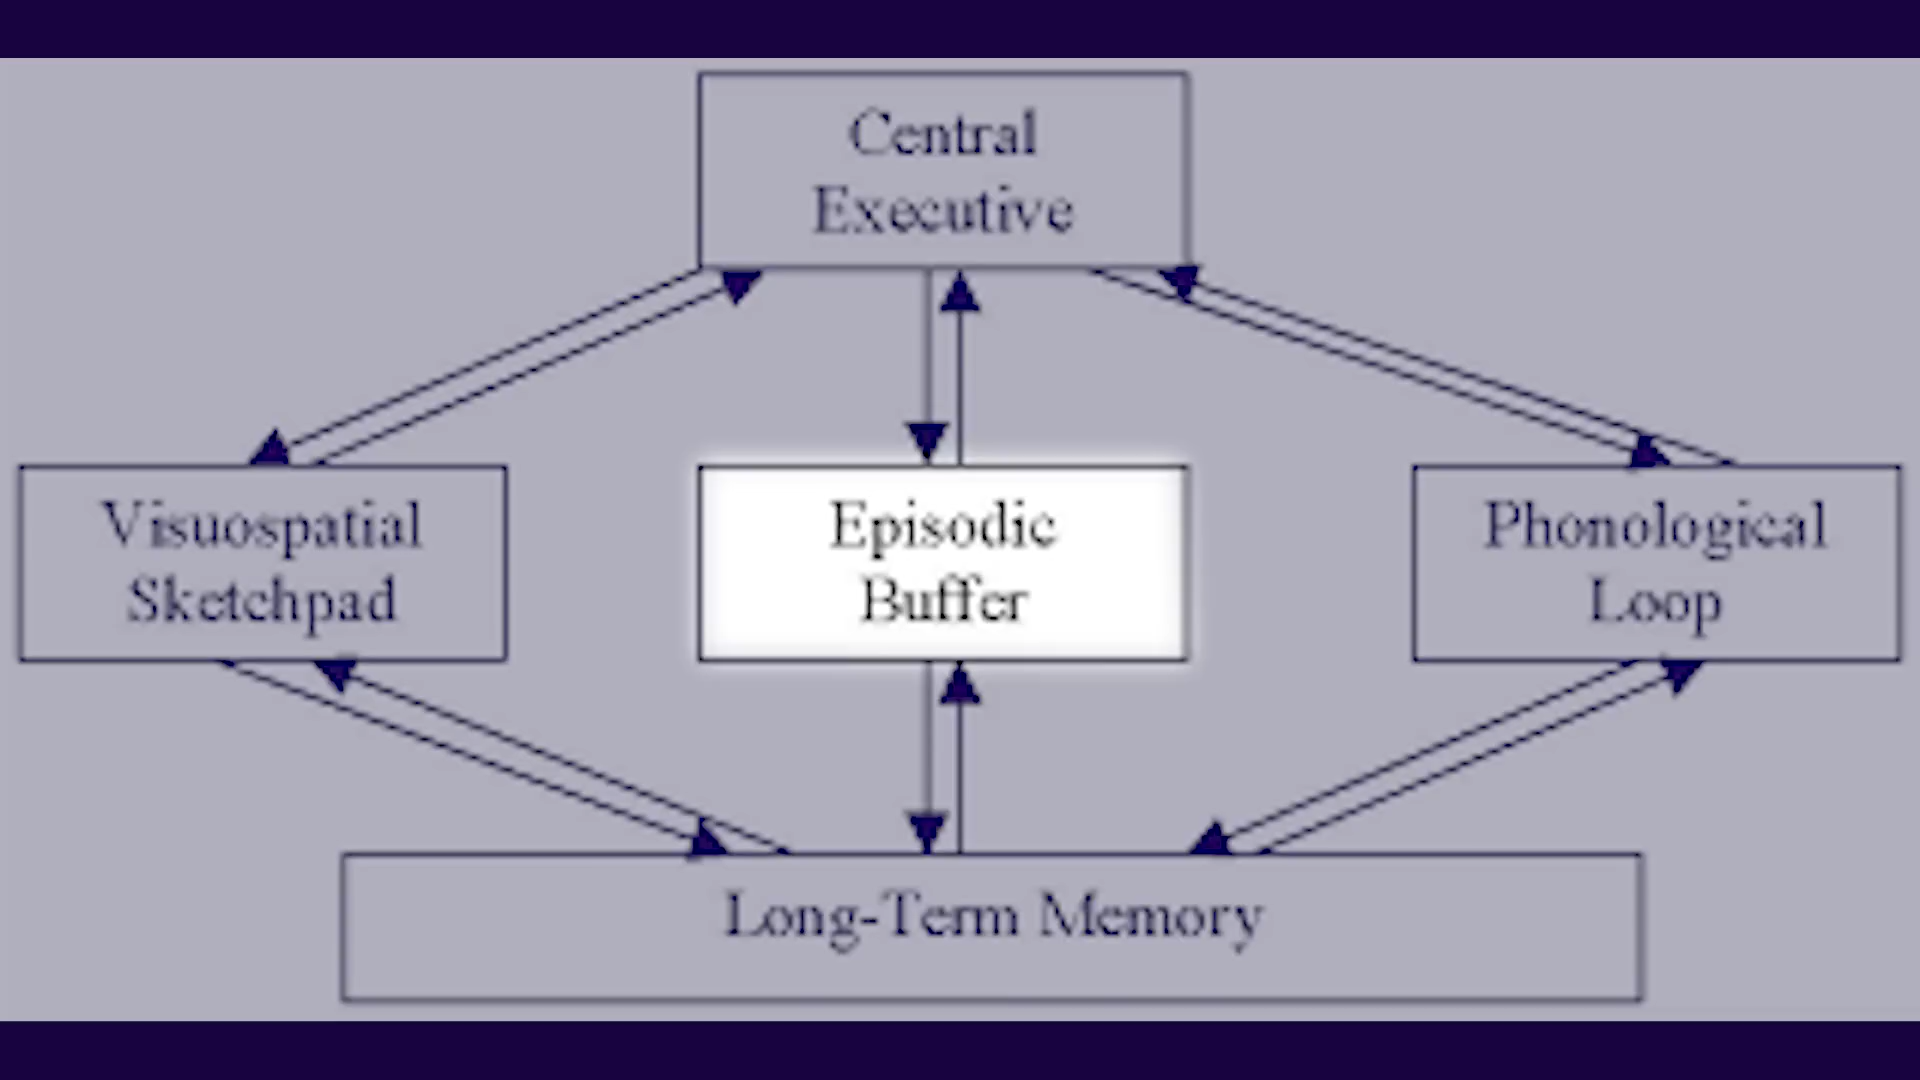 Central
Executive
Visuospatial
Sketchpad
Episodic
Buffer
Phonological
Loop
Long-Term Memory